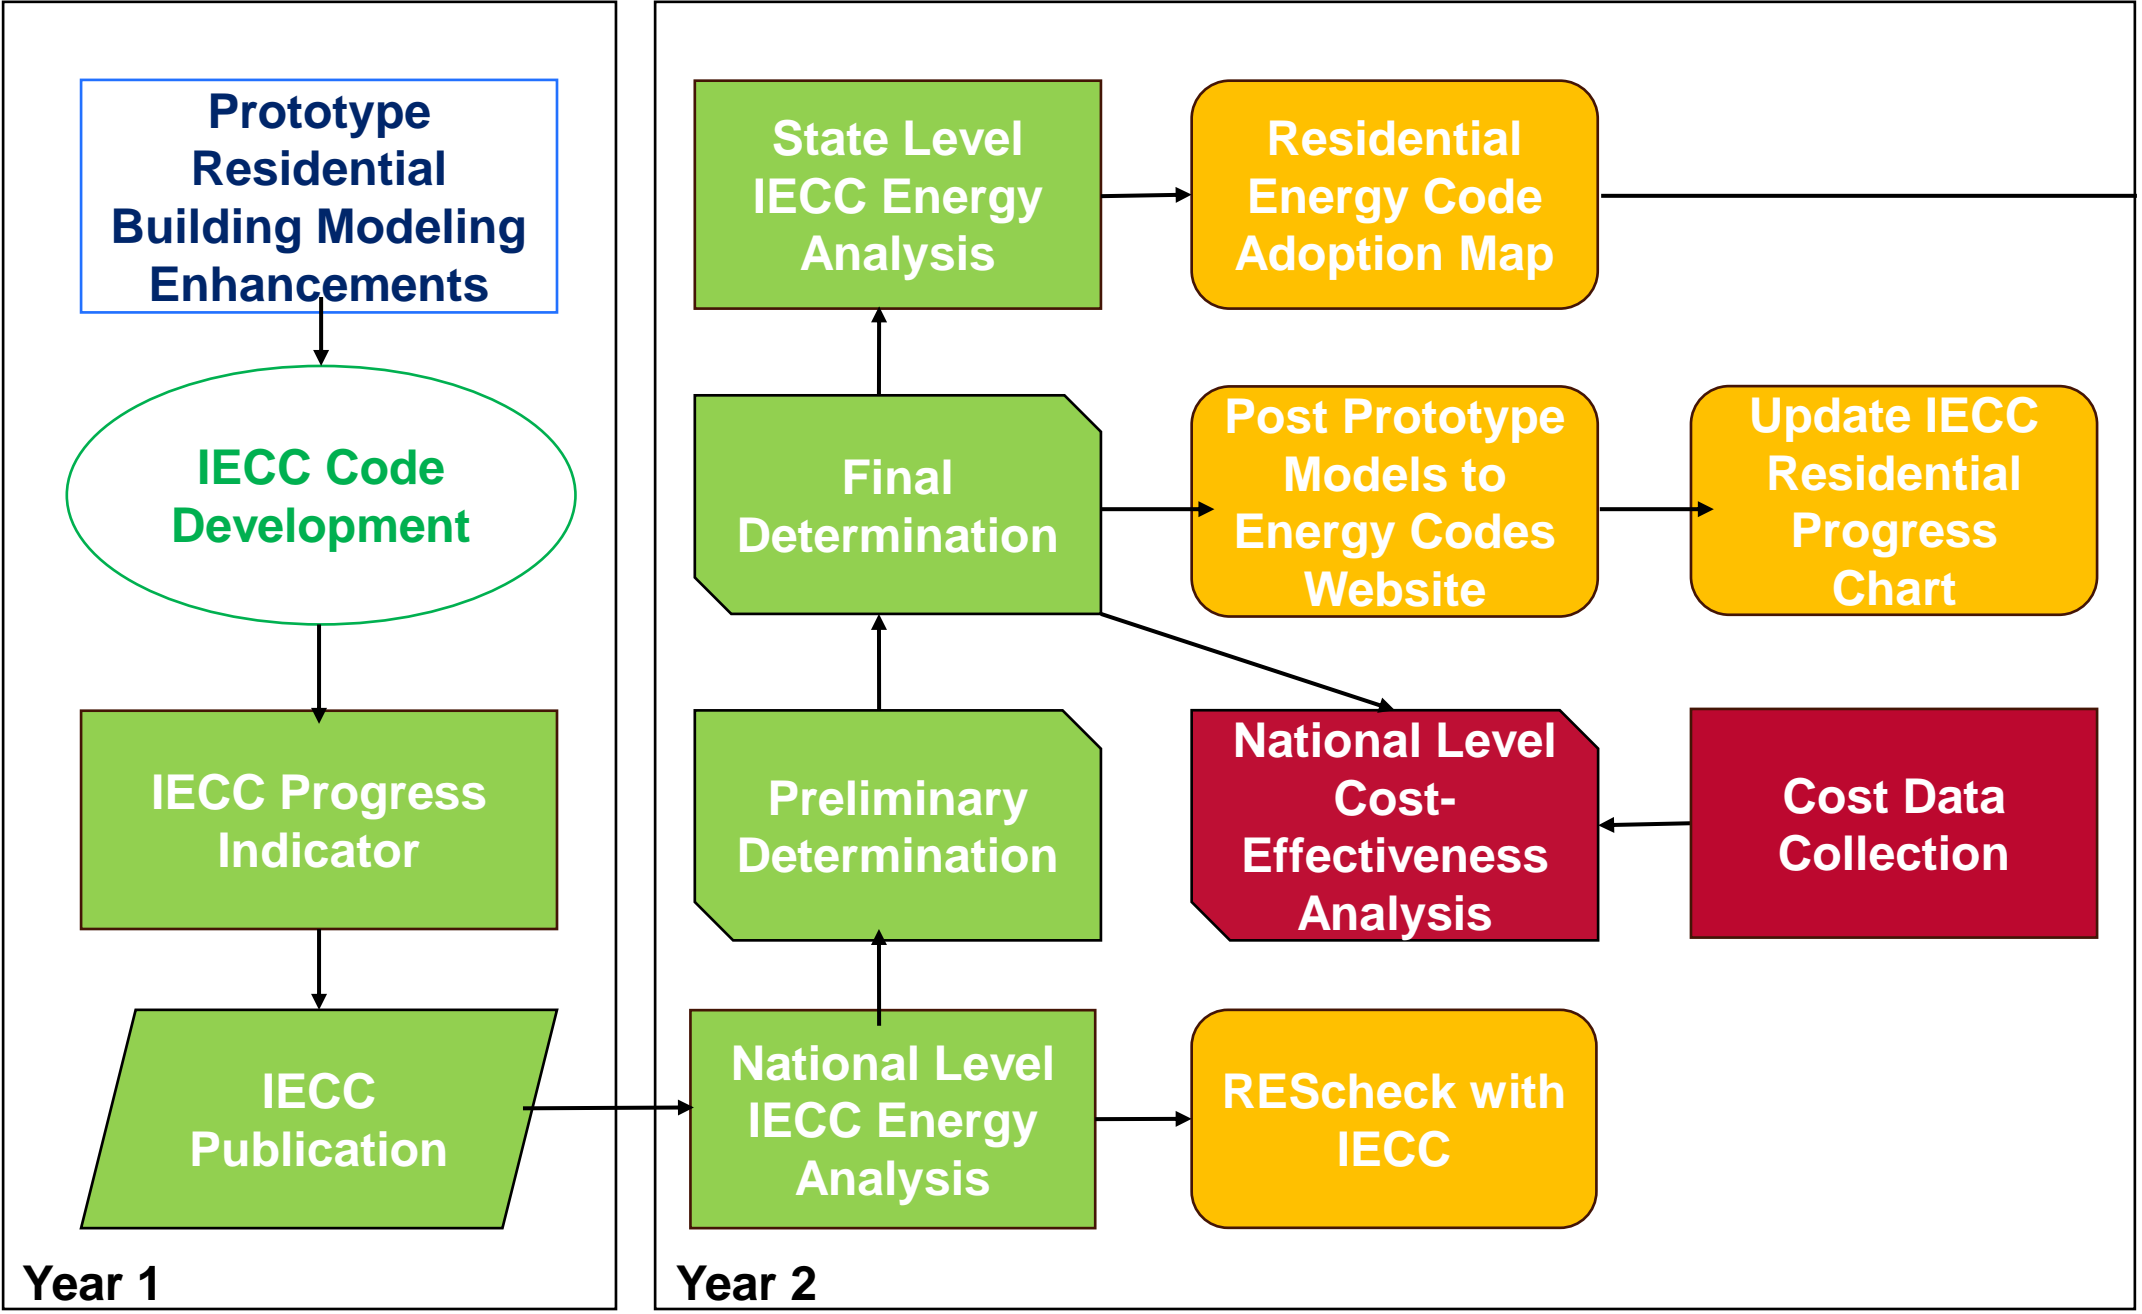 Prototype
Residential
Building Modeling
Enhancements
IECC Code
Development
IECC Progress
Indicator
IECC
Publication
Year 1
State Level
IECC Energy
Analysis
Residential
Energy Code
Adoption Map
Final
Determination
Post Prototype
Models to
Energy Codes
Website
Update IECC
Residential
Progress
Chart
Preliminary
Determination
National Level
Cost-
Effectiveness
Analysis
Cost Data
Collection
National Level
IECC Energy
Analysis
REScheck with
IECC
Year 2